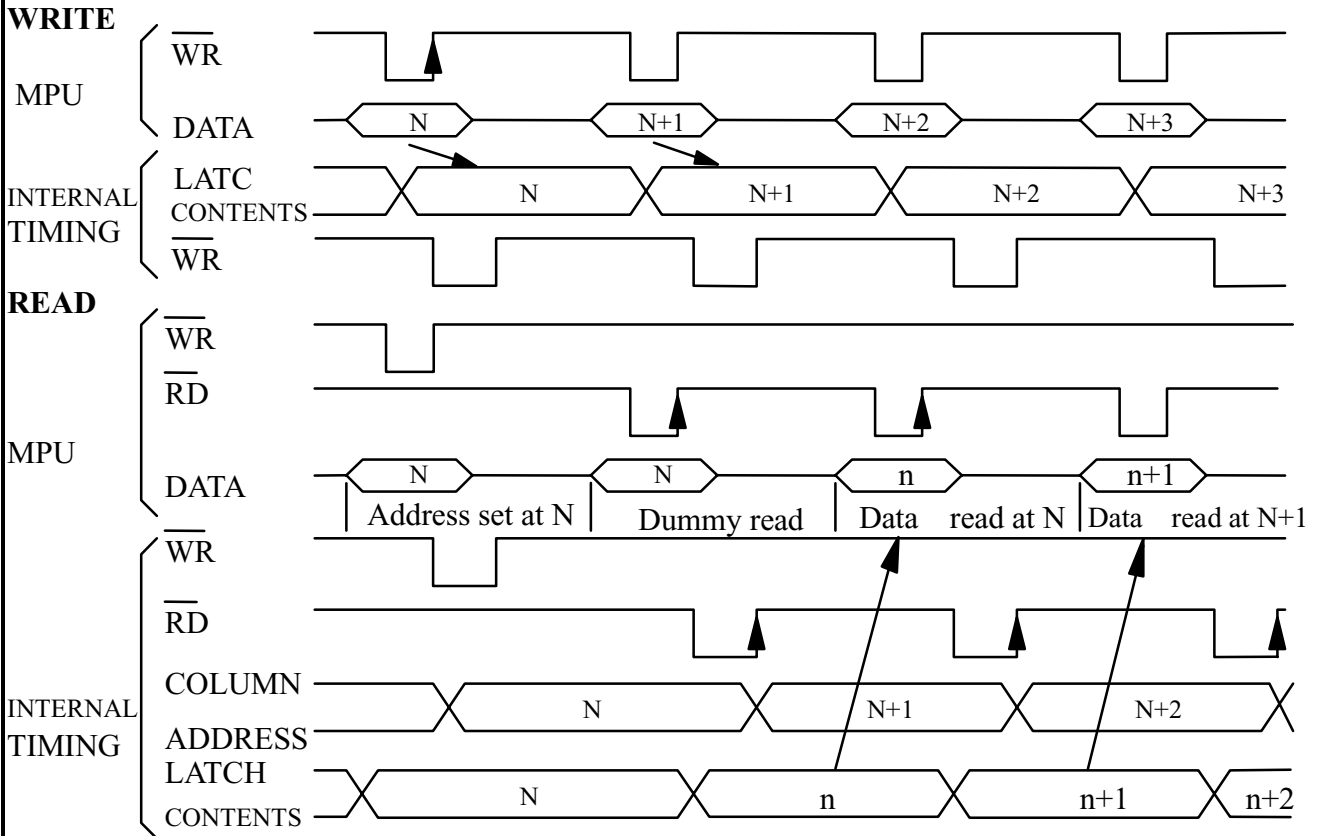 WRITE
WR
MPU
DATA N N+1 N+2 N+3
INTERNAL
TIMING
LATC
CONTENTS N N+1 N+2 N+3
WR
READ
WR
RD
MPU
DATA N N n n+1
Address set at N Dummy read Data read at N Data read at N+1
WR
RD
INTERNAL
TIMING
COLUMN
ADDRESS N N+1 N+2
LATCH
CONTENTS N n n+1 n+2